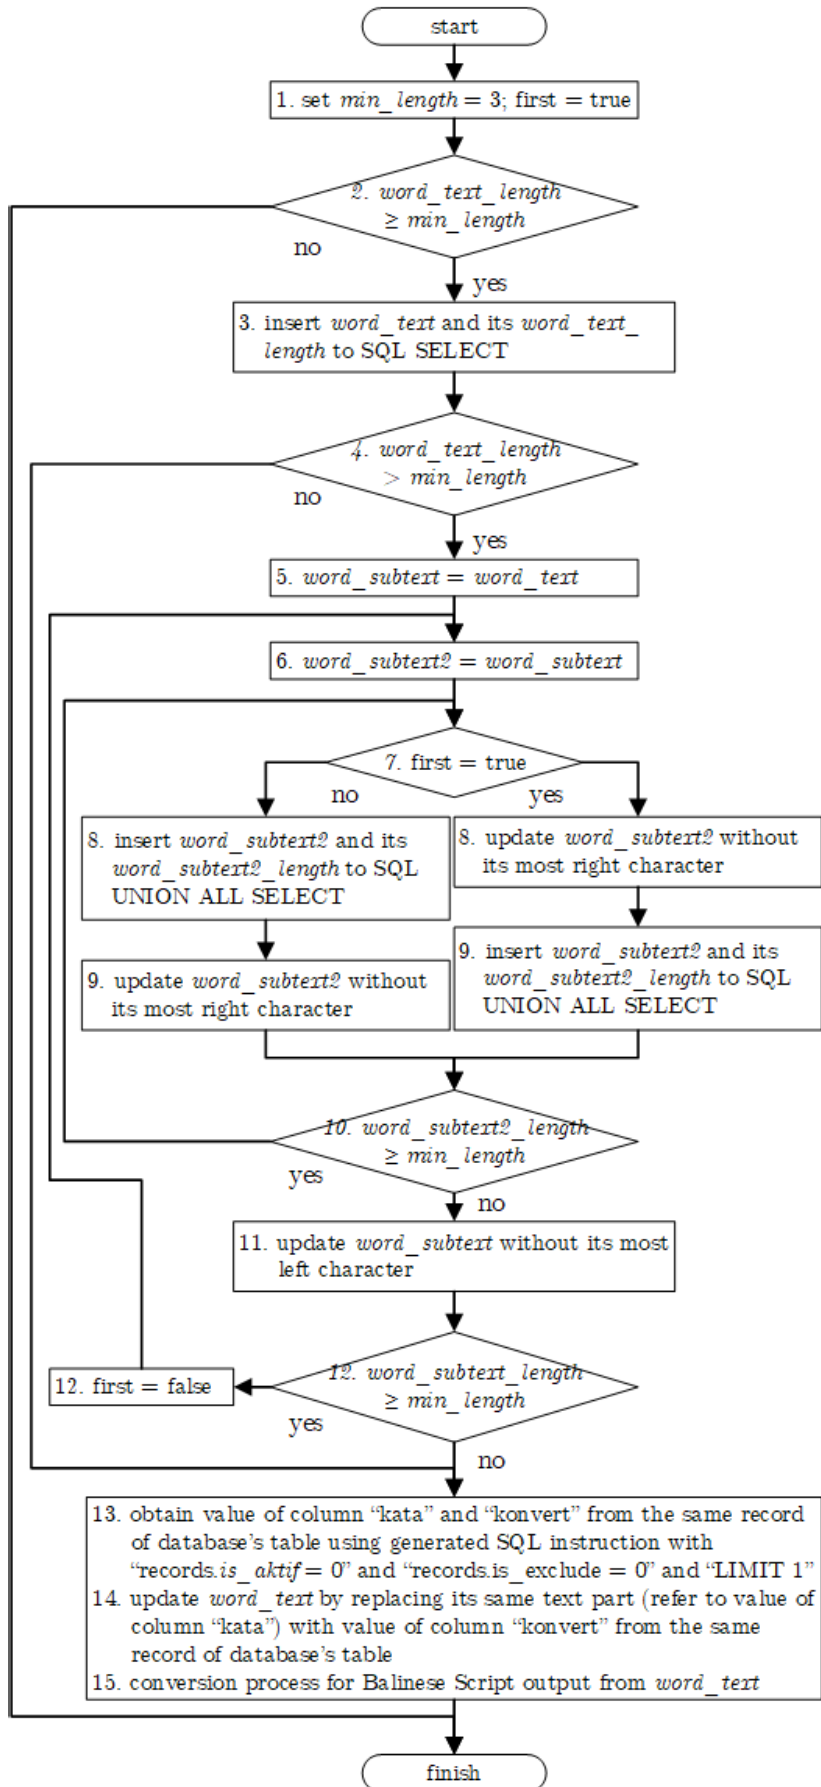 start
1. set min_length = 3; first = true
2. word_text_length
≥ min_length
no
yes
3. insert word_text and its word_text_
length to SQL SELECT
4. word_text_length
> min_length
no
yes
5. word_subtext = word_text
6. word_subtext2 = word_subtext
7. first = true
no
yes
8. insert word_subtext2 and its
word_subtext2_length to SQL
UNION ALL SELECT
9. update word_subtext2 without
its most right character
8. update word_subtext2 without
its most right character
9. insert word_subtext2 and its
word_subtext2_length to SQL
UNION ALL SELECT
10. word_subtext2_length
≥ min_length
yes
no
11. update word_subtext without its most
left character
12. word_subtext_length
≥ min_length
12. first = false
yes
no
13. obtain value of column “kata” and “konvert” from the same record
of database’s table using generated SQL instruction with
“records.is_aktif = 0” and “records.is_exclude = 0” and “LIMIT 1”
14. update word_text by replacing its same text part (refer to value of
column “kata”) with value of column “konvert” from the same
record of database’s table
15. conversion process for Balinese Script output from word_text
finish